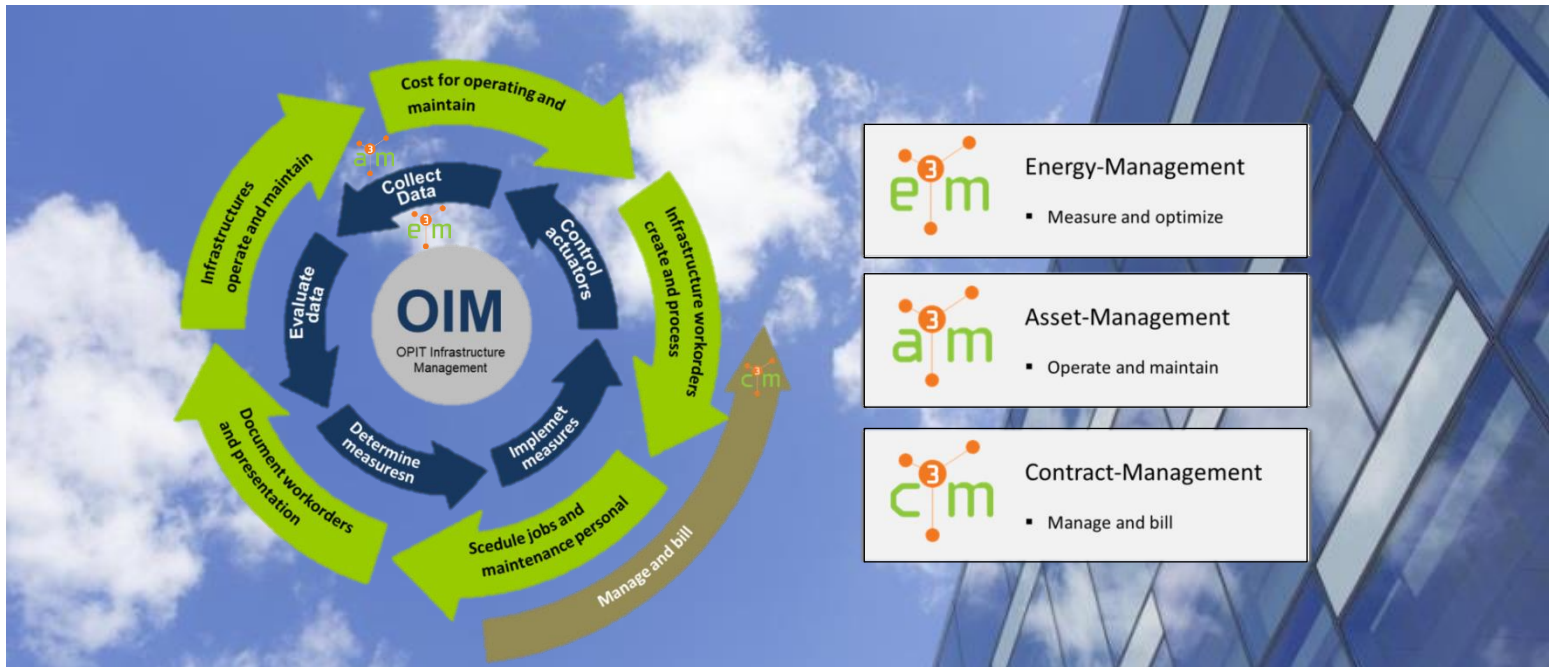 Cost for operating and
maintain
Infrastructures
operate and maintain
a3m
Collect
Data
e3m
Control
actuators
Infrastructure workorders
create and process
Evaluate
data
OIM
OPIT Infrastructure
Management
Determine
measuresn
Implemet
measures
Document workorders
and presentation
Scedule jobs and
maintenance personal
Manage and bill
c3m
e3m
Energy-Management
▪ Measure and optimize
a3m
Asset-Management
▪ Operate and maintain
c3m
Contract-Management
▪ Manage and bill